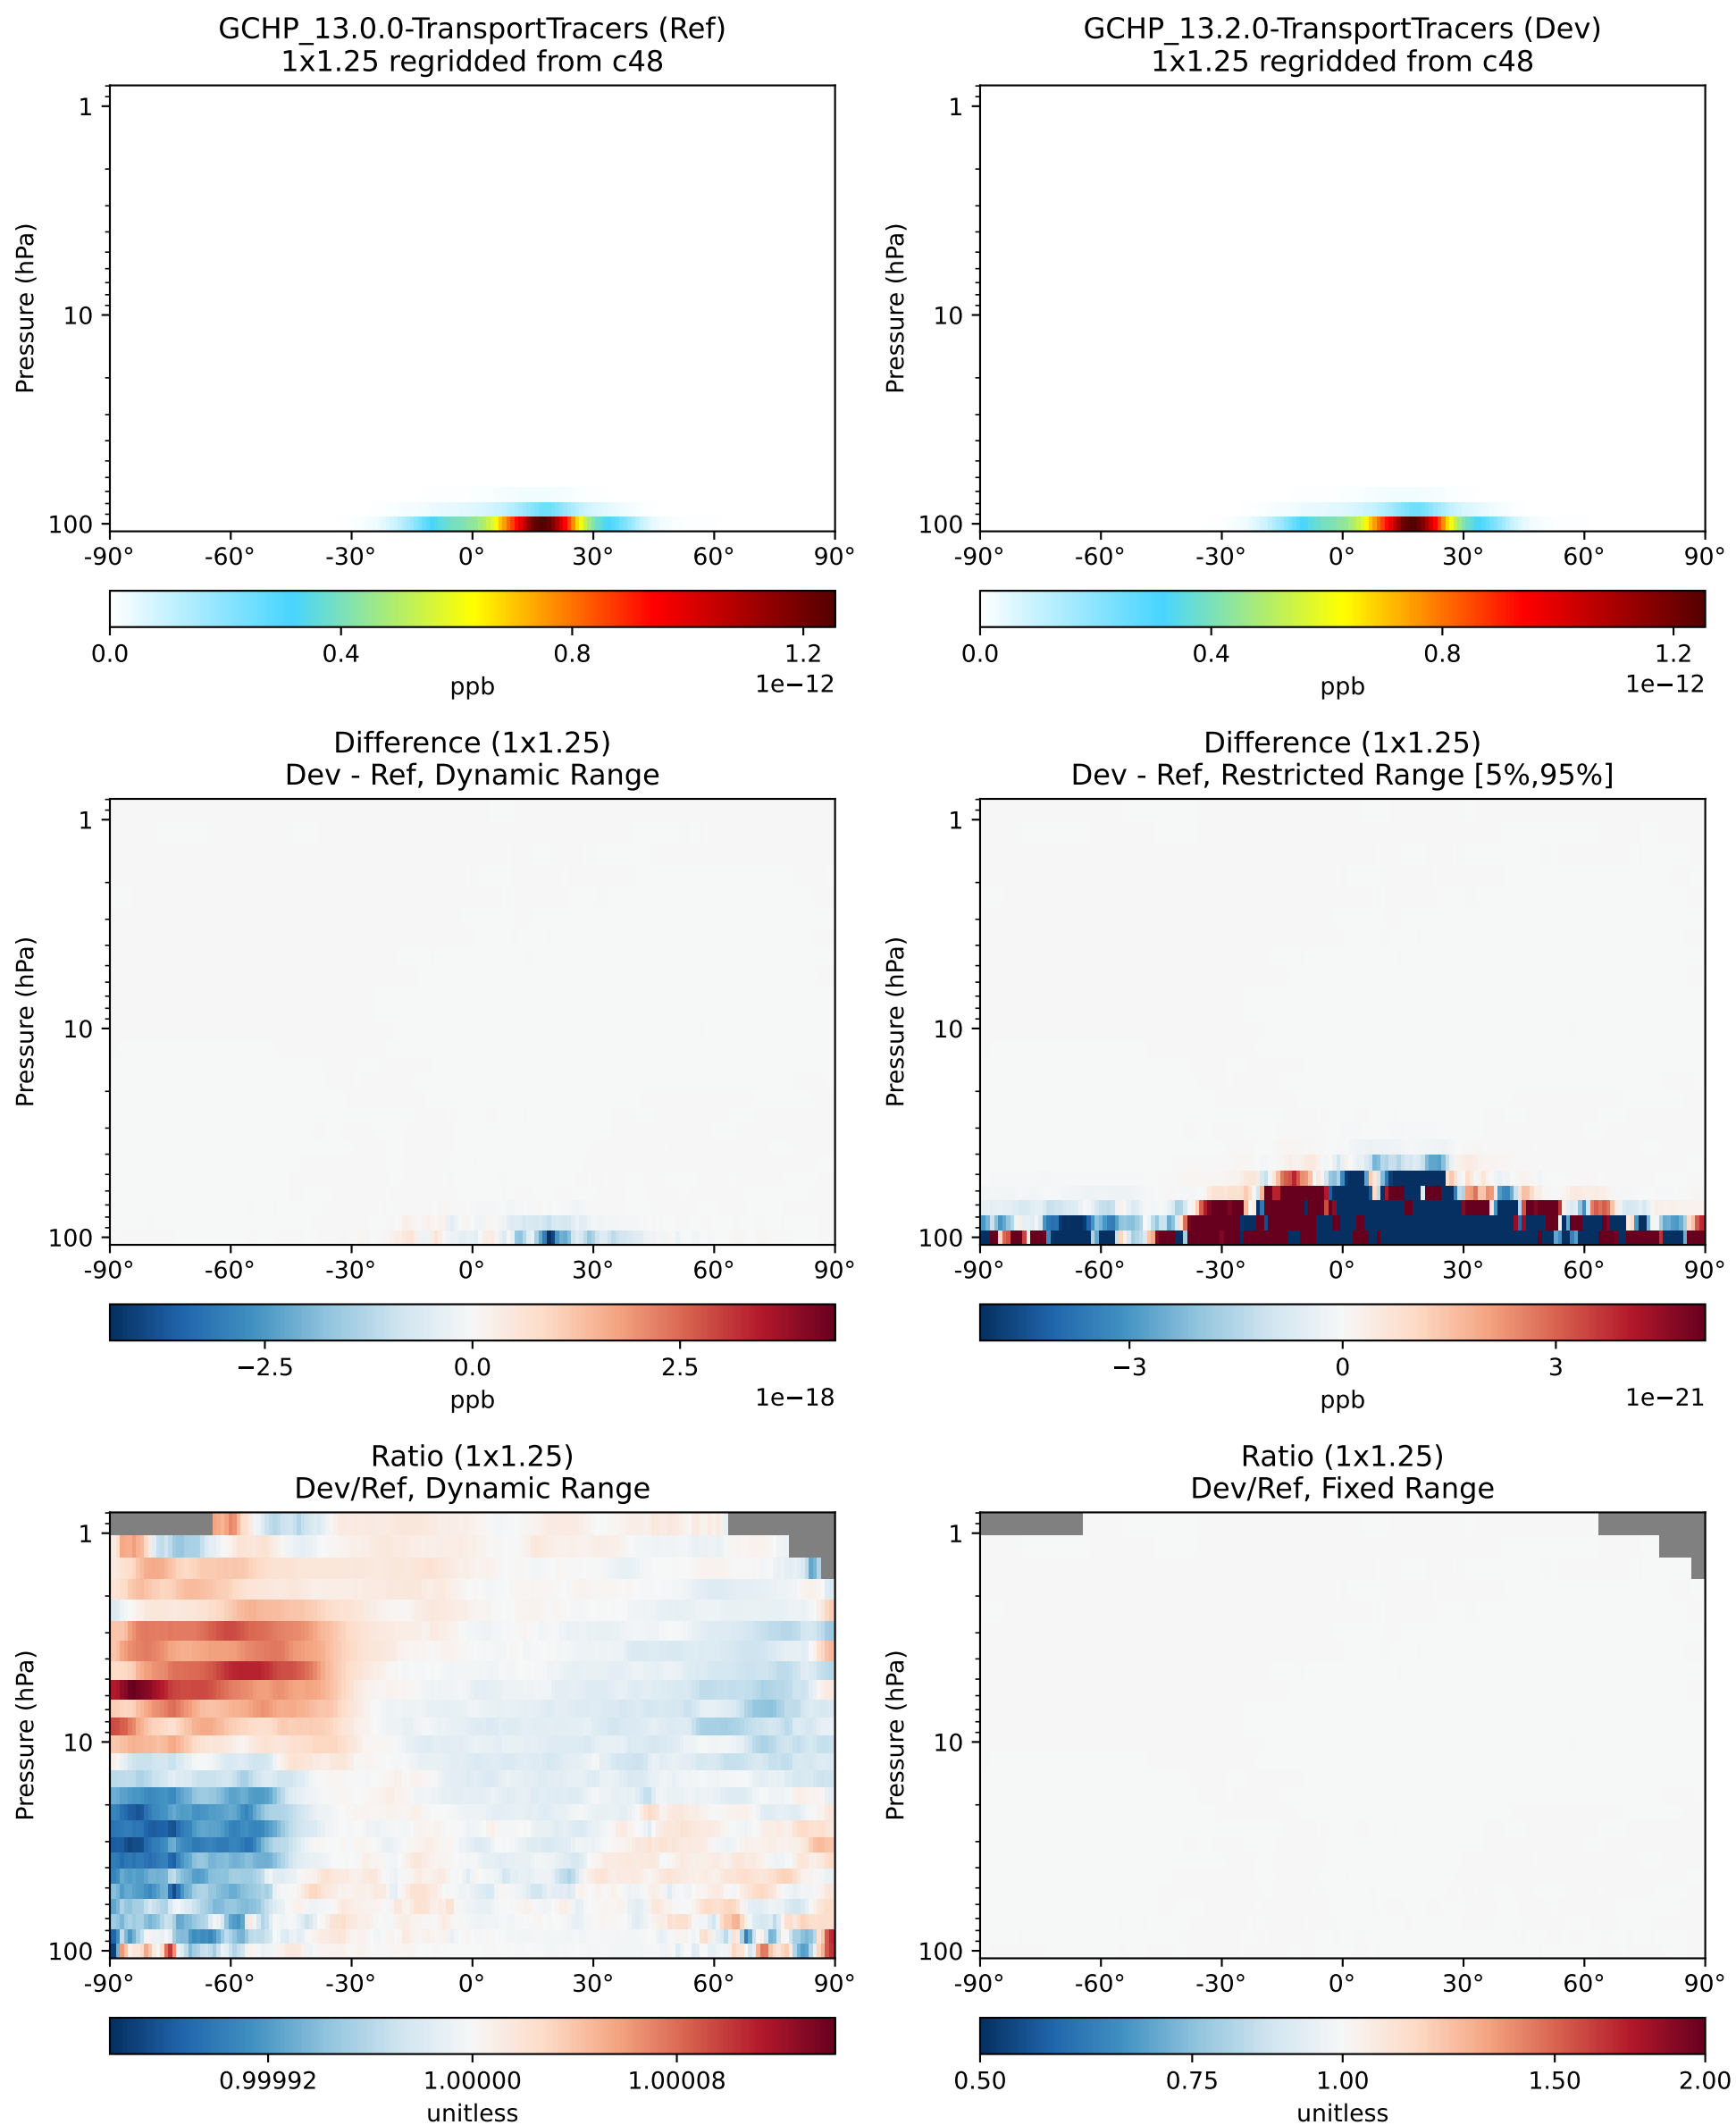 GCHP_13.0.0-TransportTracers (Ref)
1x1.25 regridded from c48
1
10
100
Pressure (hPa)
-90° -60° -30° 0° 30° 60° 90°
0.0 0.4 0.8 1.2
1e−12
ppb
GCHP_13.2.0-TransportTracers (Dev)
1x1.25 regridded from c48
1
10
100
Pressure (hPa)
-90° -60° -30° 0° 30° 60° 90°
0.0 0.4 0.8 1.2
1e−12
ppb
Difference (1x1.25)
Dev - Ref, Dynamic Range
1
10
100
Pressure (hPa)
-90° -60° -30° 0° 30° 60° 90°
−2.5 0.0 2.5
1e−18
ppb
Difference (1x1.25)
Dev - Ref, Restricted Range [5%,95%]
1
10
100
Pressure (hPa)
-90° -60° -30° 0° 30° 60° 90°
−3 0 3
1e−21
ppb
Ratio (1x1.25)
Dev/Ref, Dynamic Range
1
10
100
Pressure (hPa)
-90° -60° -30° 0° 30° 60° 90°
0.99992 1.00000 1.00008
unitless
Ratio (1x1.25)
Dev/Ref, Fixed Range
1
10
100
Pressure (hPa)
-90° -60° -30° 0° 30° 60° 90°
0.50 0.75 1.00 1.50 2.00
unitless